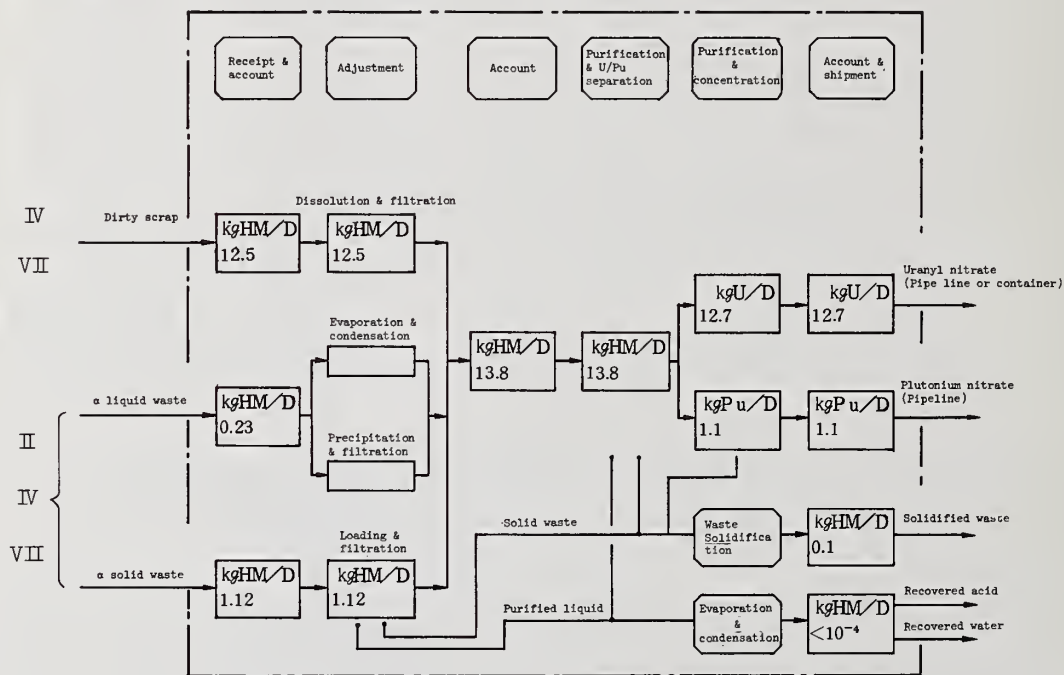 Receipt &
account
Adjustment
Account
Purification
& U/Pu
separation
Purification
&
concentration
Account &
shipment
IV
VII
Dirty scrap
kgHM/D
12.5
Dissolution & filtration
kgHM/D
12.5
Evaporation &
condensation
α liquid waste
kgHM/D
0.23
Precipitation
& filtration
II
IV
VII
α solid waste
kgHM/D
1.12
Loading &
filtration
kgHM/D
1.12
kgHM/D
13.8
kgHM/D
13.8
kgU/D
12.7
kgU/D
12.7
Uranyl nitrate
(Pipe line or container)
kgPu/D
1.1
kgPu/D
1.1
Plutonium nitrate
(Pipeline)
Solid waste
Waste
Solidifica
tion
kgHM/D
0.1
Solidified waste
Purified liquid
Evaporation
&
condensation
kgHM/D
<10⁻⁴
Recovered acid
Recovered water